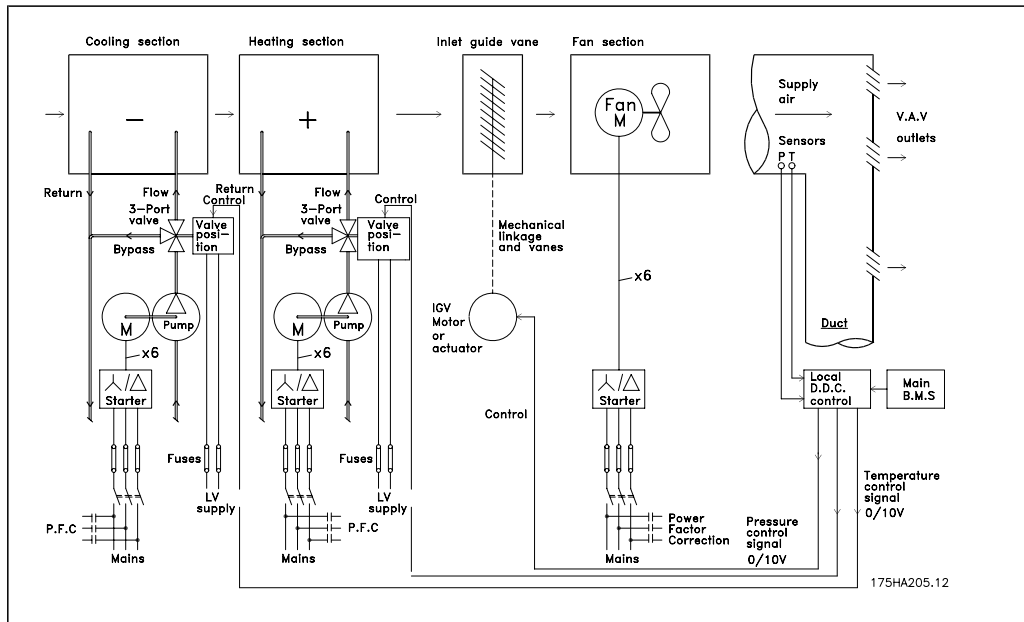 Cooling section
Heating section
Inlet guide vane
Fan section
−
+
Fan
M
Supply
air
V.A.V
outlets
Sensors
P T
Return
Flow
3-Port
valve
Bypass
Return
Control
Valve
posi-
tion
Flow
3-Port
valve
Bypass
Control
Valve
posi-
tion
Mechanical
linkage
and vanes
x6
M
Pump
M
Pump
IGV
Motor
or
actuator
Duct
x6
x6
Starter
Starter
Starter
Local
D.D.C.
control
Main
B.M.S
Control
Fuses
Fuses
LV
supply
LV
supply
Temperature
control
signal
0/10V
P.F.C
P.F.C
Power
Factor
Correction
Pressure
control
signal
0/10V
Mains
Mains
Mains
175HA205.12